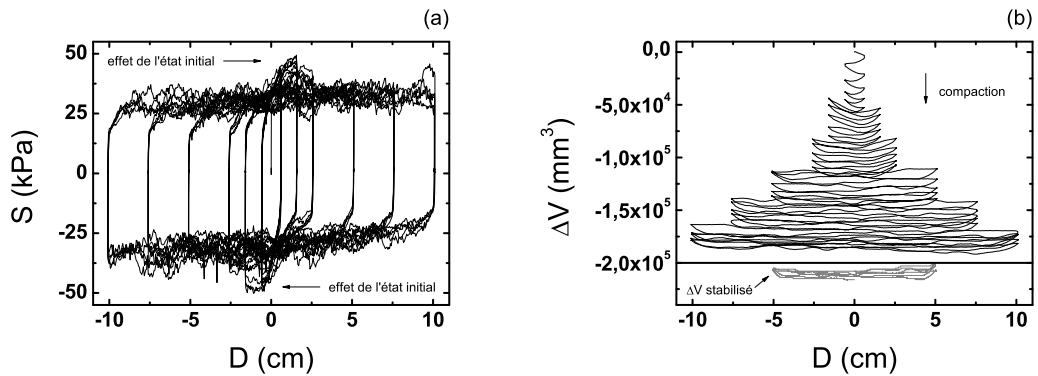 (a)
50
25
0
-25
-50
S (kPa)
effet de l'état initial
effet de l'état initial
-10 -5 0 5 10
D (cm)
(b)
0,0
-5,0x10⁴
-1,0x10⁵
-1,5x10⁵
-2,0x10⁵
ΔV (mm³)
compaction
ΔV stabilisé
-10 -5 0 5 10
D (cm)